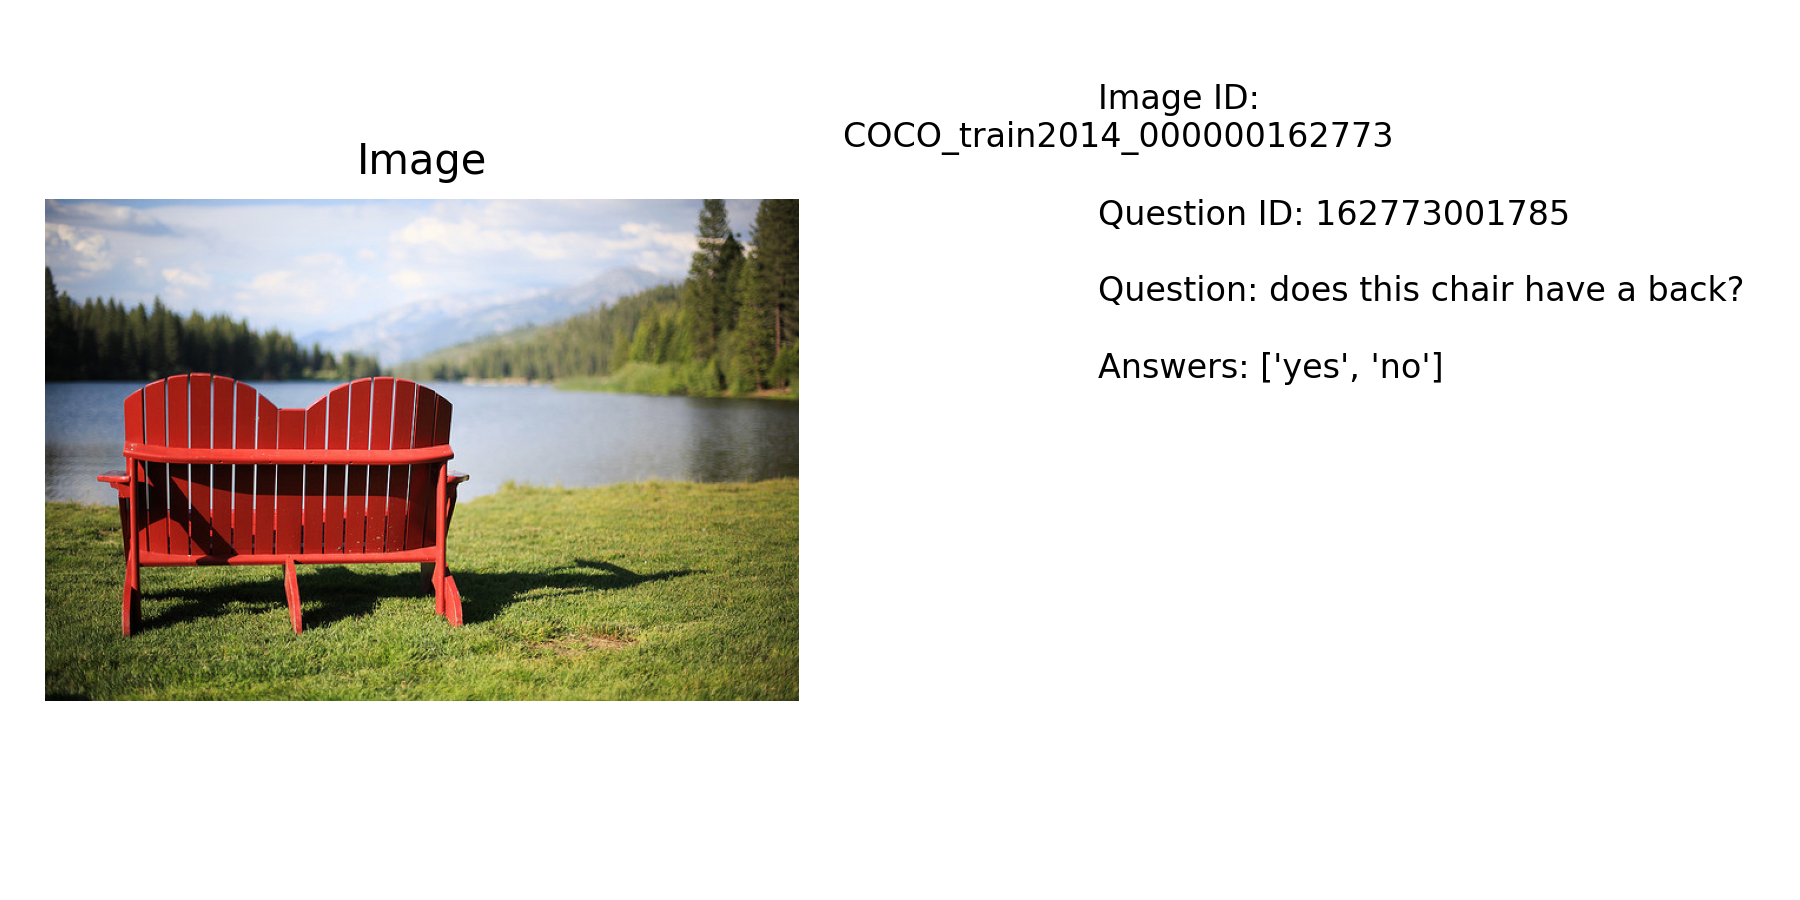 Image
Image ID:
COCO_train2014_000000162773
Question ID: 162773001785
Question: does this chair have a back?
Answers: ['yes', 'no']